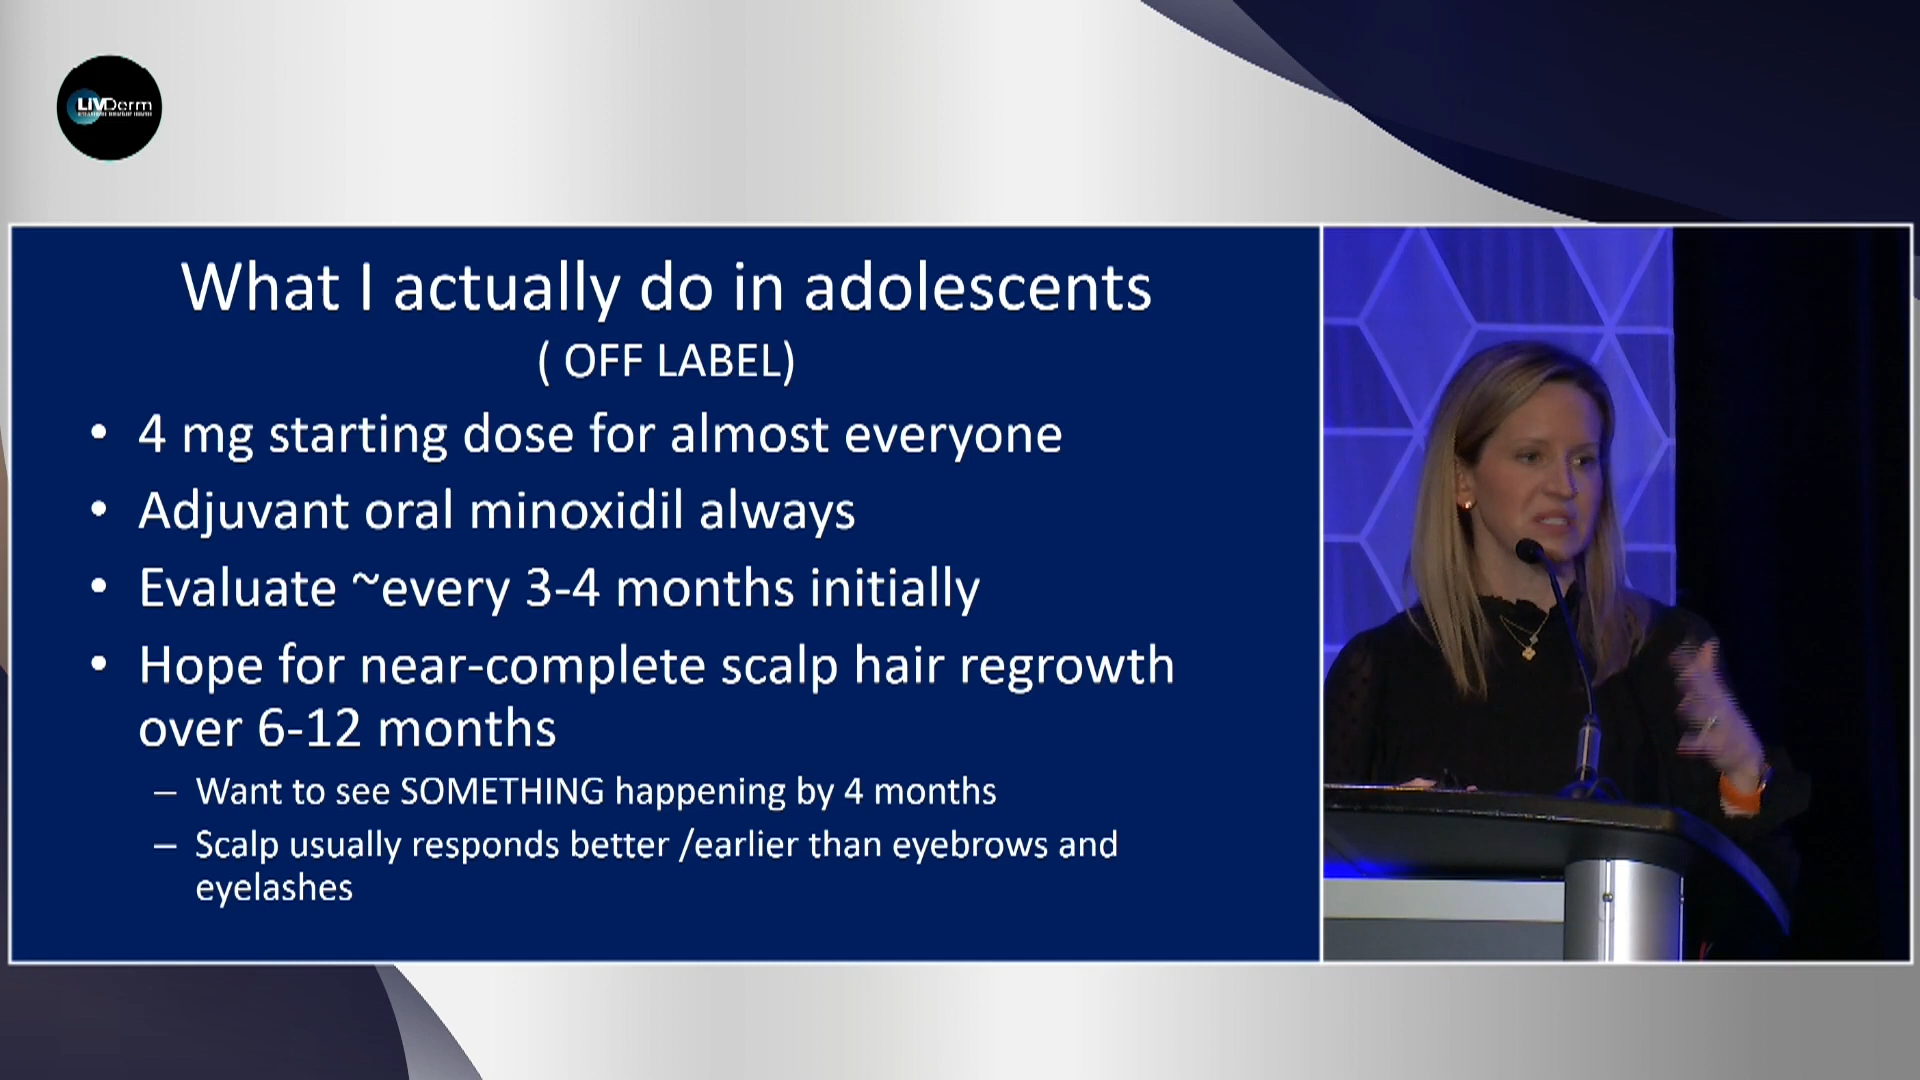 LIVDerm
What I actually do in adolescents
( OFF LABEL)
• 4 mg starting dose for almost everyone
• Adjuvant oral minoxidil always
• Evaluate ~every 3-4 months initially
• Hope for near-complete scalp hair regrowth
over 6-12 months
– Want to see SOMETHING happening by 4 months
– Scalp usually responds better /earlier than eyebrows and
eyelashes